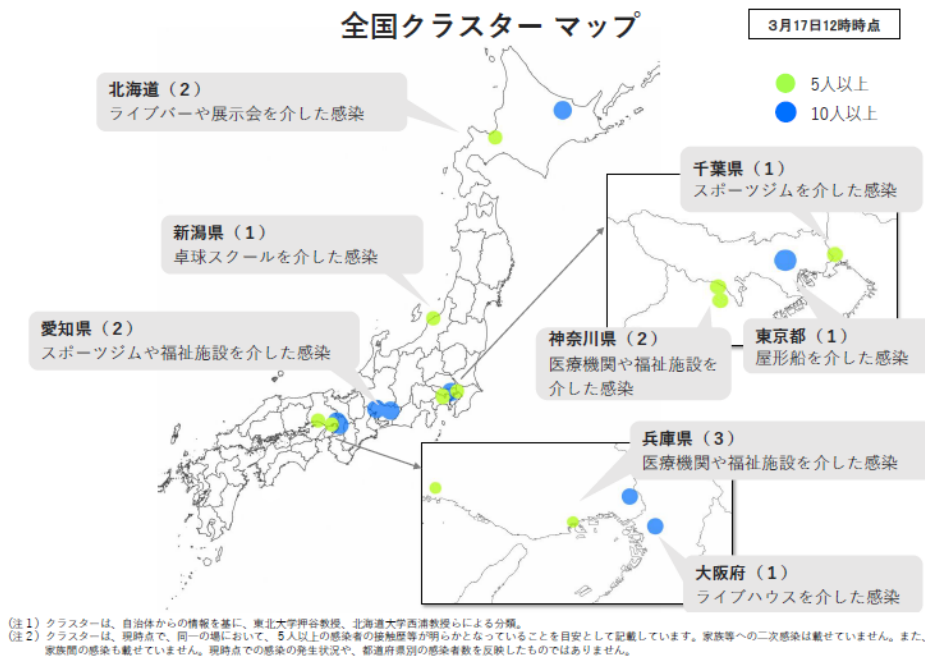 全国クラスター マップ
3月17日12時時点
5人以上
10人以上
北海道（2）
ライブバーや展示会を介した感染
千葉県（1）
スポーツジムを介した感染
新潟県（1）
卓球スクールを介した感染
愛知県（2）
スポーツジムや福祉施設を介した感染
神奈川県（2）
医療機関や福祉施設を
介した感染
東京都（1）
屋形船を介した感染
兵庫県（3）
医療機関や福祉施設を介した感染
大阪府（1）
ライブハウスを介した感染
（注１）クラスターは、自治体からの情報を基に、東北大学押谷教授、北海道大学西浦教授らによる分類。
（注２）クラスターは、現時点で、同一の場において、５人以上の感染者の接触歴等が明らかとなっていることを目安として記載しています。家族等への二次感染は載せていません。また、
家族間の感染も載せていません。現時点での感染の発生状況や、都道府県別の感染者数を反映したものではありません。